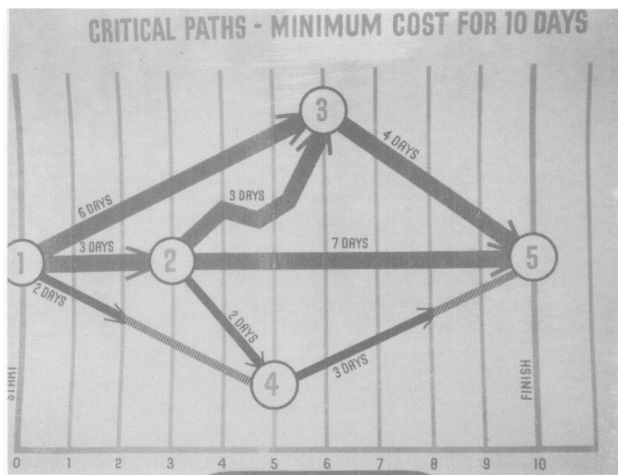 CRITICAL PATHS - MINIMUM COST FOR 10 DAYS
3
6 DAYS
3 DAYS
4 DAYS
1
3 DAYS
2
7 DAYS
5
2 DAYS
2 DAYS
4
3 DAYS
START
FINISH
0 1 2 3 4 5 6 7 8 9 10